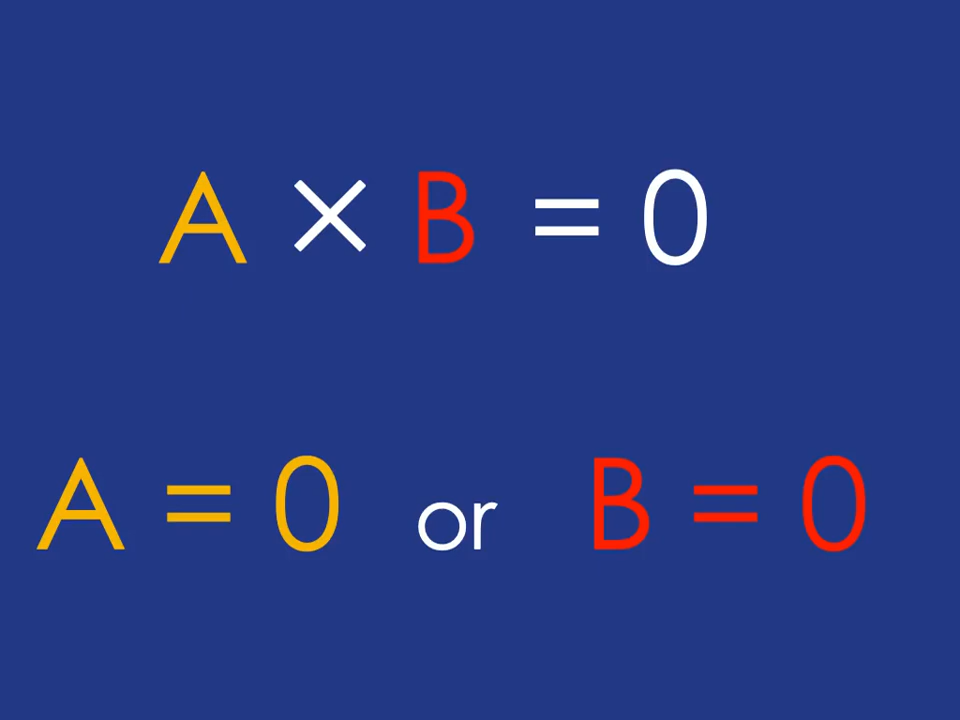 A × B = 0
A = 0 or B = 0